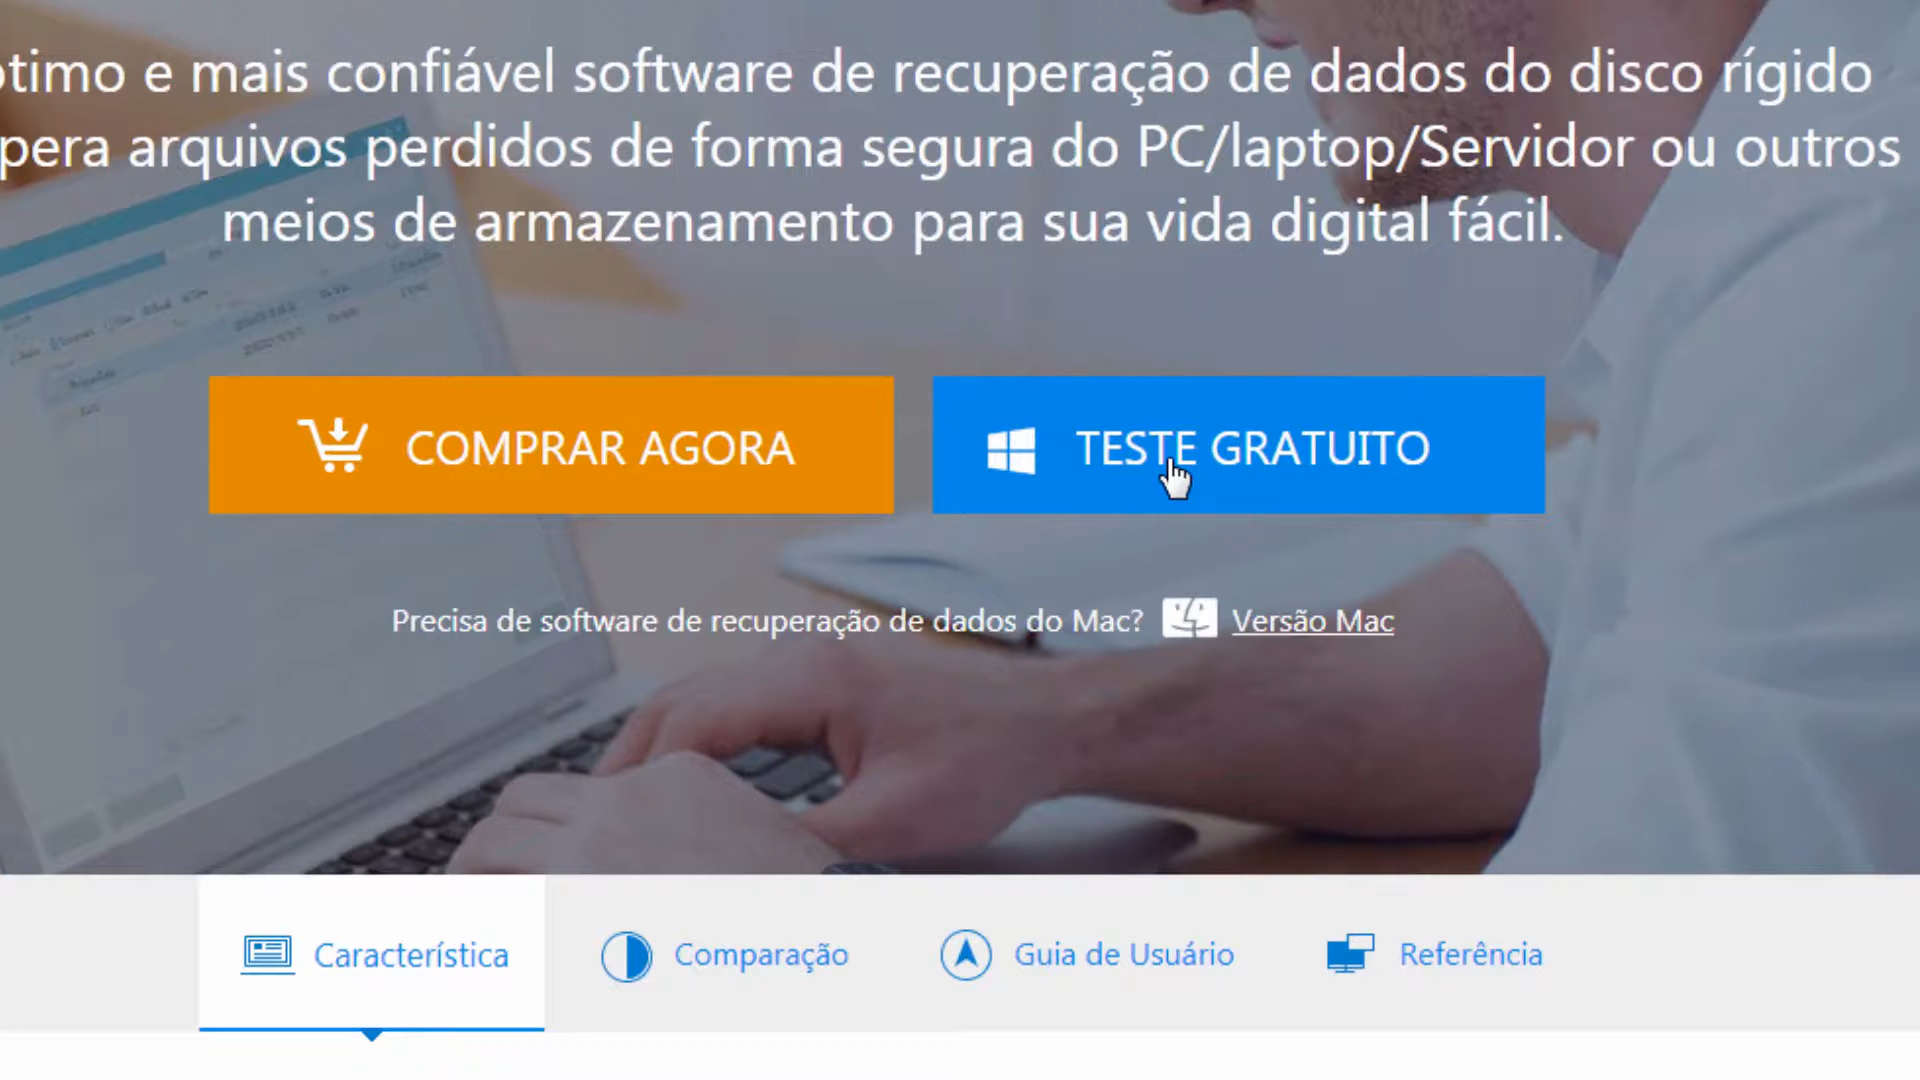 e mais confiável software de recuperação de dados do disco rígido
arquivos perdidos de forma segura do PC/laptop/Servidor ou outros
meios de armazenamento para sua vida digital fácil.
COMPRAR AGORA
TESTE GRATUITO
Precisa de software de recuperação de dados do Mac? Versão Mac
Característica
Comparação
Guia de Usuário
Referência